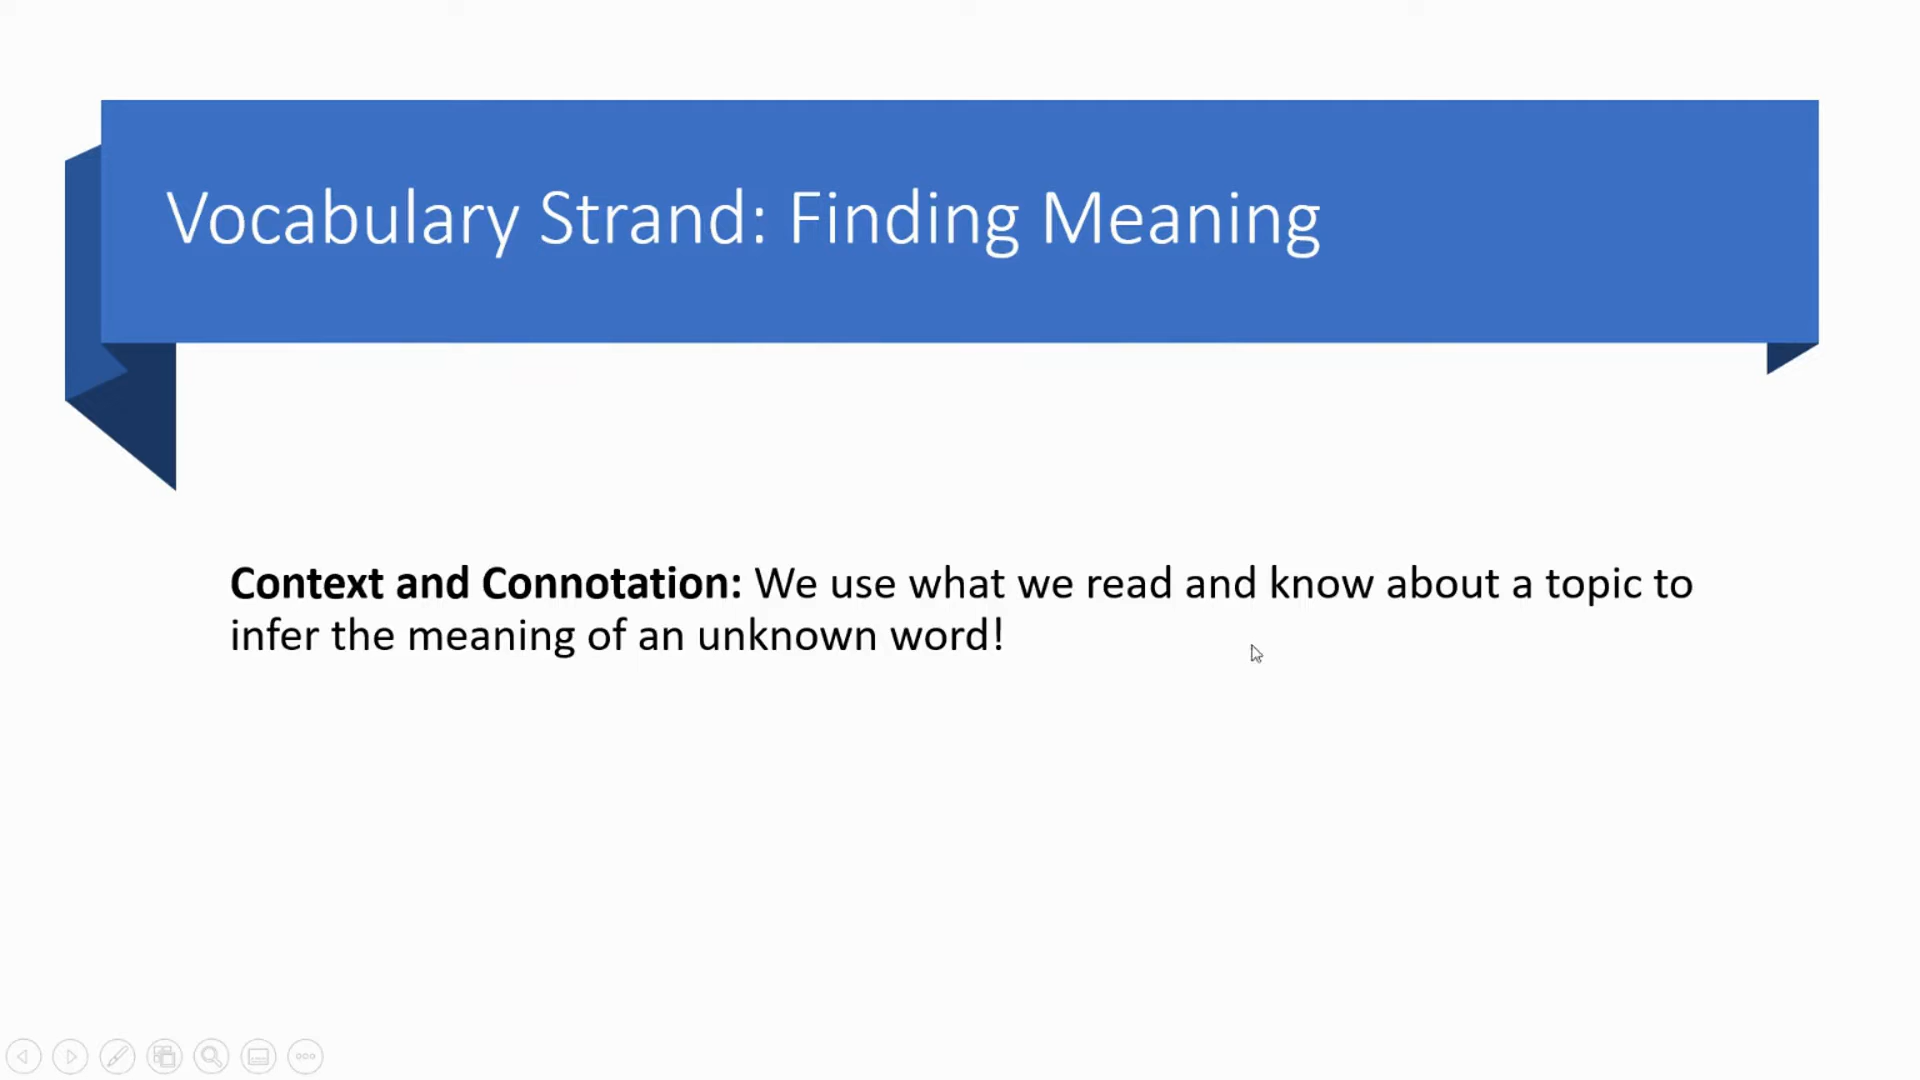 Vocabulary Strand: Finding Meaning
Context and Connotation: We use what we read and know about a topic to
infer the meaning of an unknown word!